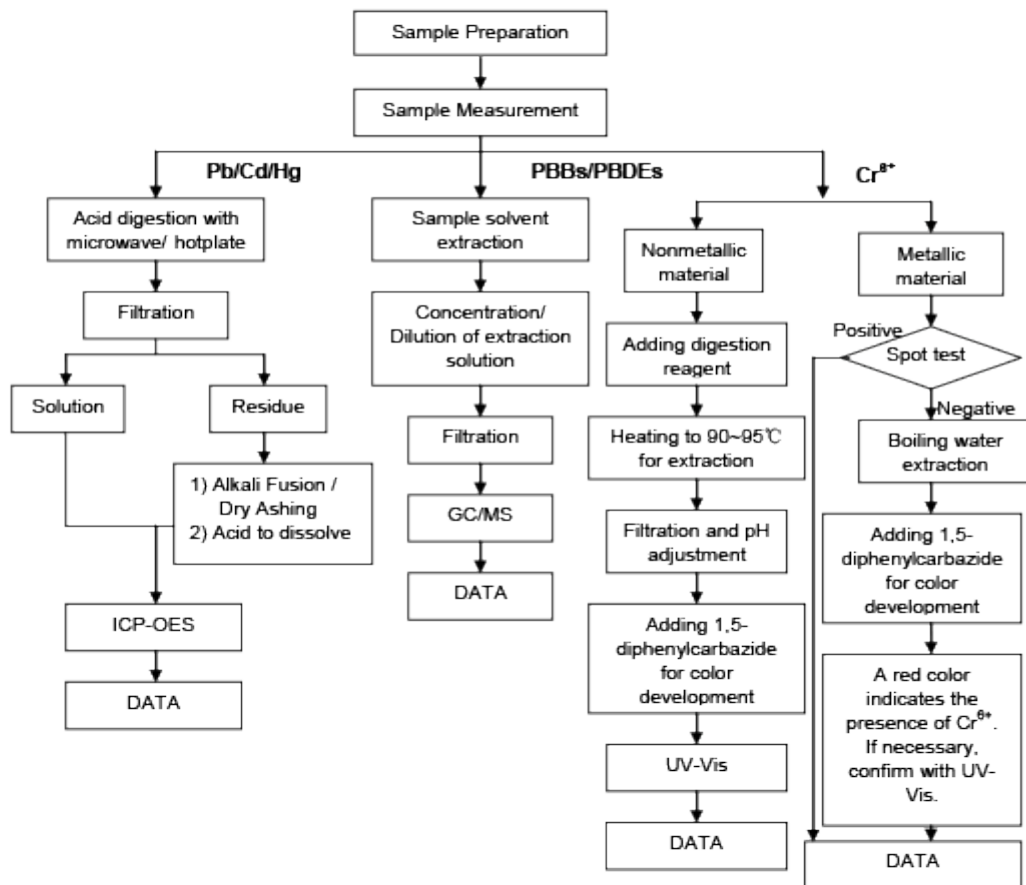 Sample Preparation
Sample Measurement
Pb/Cd/Hg
PBBs/PBDEs
Cr⁶⁺
Acid digestion with
microwave/ hotplate
Filtration
Solution
Residue
1) Alkali Fusion /
Dry Ashing
2) Acid to dissolve
ICP-OES
DATA
Sample solvent
extraction
Concentration/
Dilution of extraction
solution
Filtration
GC/MS
DATA
Nonmetallic
material
Adding digestion
reagent
Heating to 90~95℃
for extraction
Filtration and pH
adjustment
Adding 1,5-
diphenylcarbazide
for color
development
UV-Vis
DATA
Metallic
material
Positive
Spot test
Negative
Boiling water
extraction
Adding 1,5-
diphenylcarbazide
for color
development
A red color
indicates the
presence of Cr⁶⁺.
If necessary,
confirm with UV-
Vis.
DATA